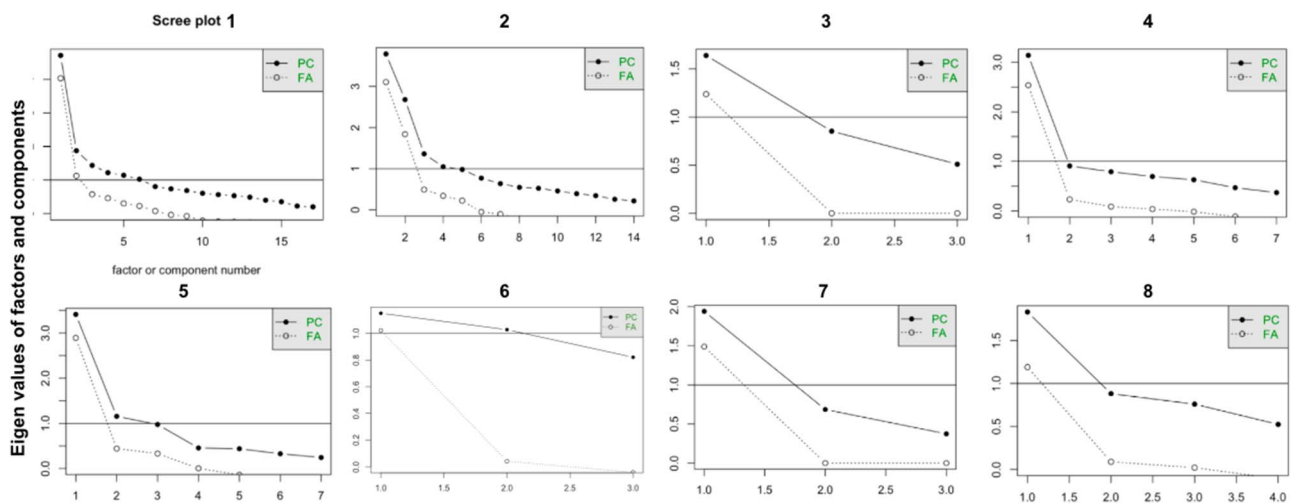 Scree plot 1
PC
FA
5 10 15
factor or component number
2
PC
FA
3
2
1
0
2 4 6 8 10 12 14
3
PC
FA
1.5
1.0
0.5
0.0
1.0 1.5 2.0 2.5 3.0
4
PC
FA
3.0
2.0
1.0
0.0
1 2 3 4 5 6 7
Eigen values of factors and components
5
PC
FA
3.0
2.0
1.0
0.0
1 2 3 4 5 6 7
6
PC
FA
1.0
0.8
0.6
0.4
0.2
0.0
1.0 1.5 2.0 2.5 3.0
7
PC
FA
2.0
1.5
1.0
0.5
0.0
1.0 1.5 2.0 2.5 3.0
8
PC
FA
1.5
1.0
0.5
0.0
1.0 1.5 2.0 2.5 3.0 3.5 4.0